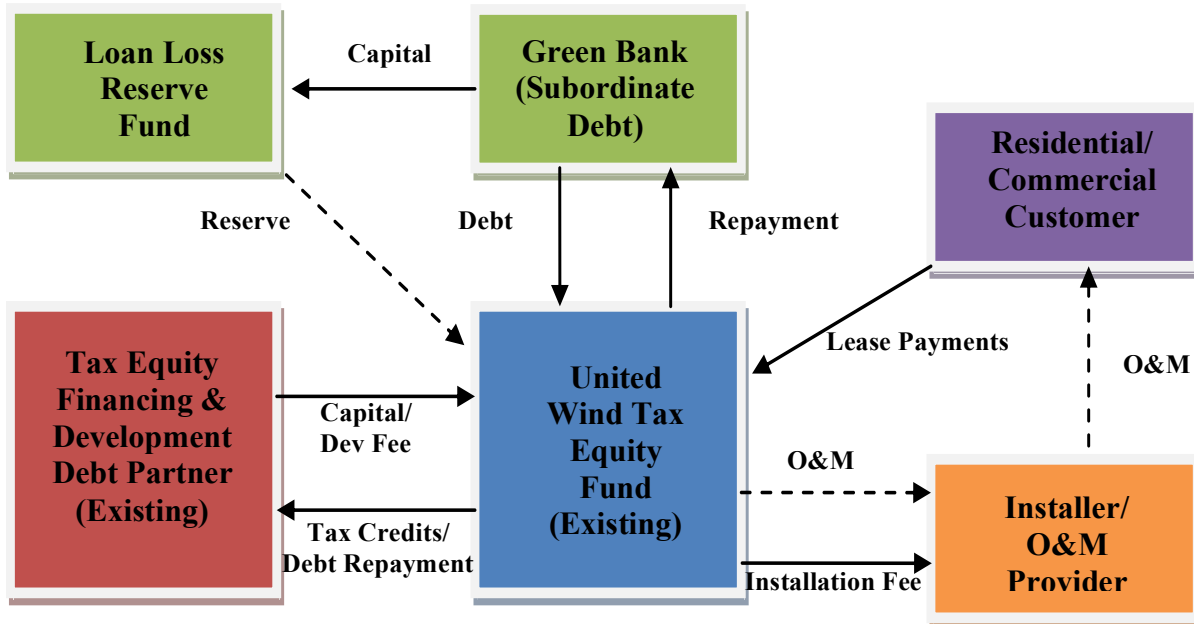 Loan Loss
Reserve
Fund
Capital
Green Bank
(Subordinate
Debt)
Residential/
Commercial
Customer
Reserve
Debt
Repayment
Tax Equity
Financing &
Development
Debt Partner
(Existing)
Capital/
Dev Fee
Tax Credits/
Debt Repayment
United
Wind Tax
Equity
Fund
(Existing)
Lease Payments
O&M
O&M
Installation Fee
Installer/
O&M
Provider